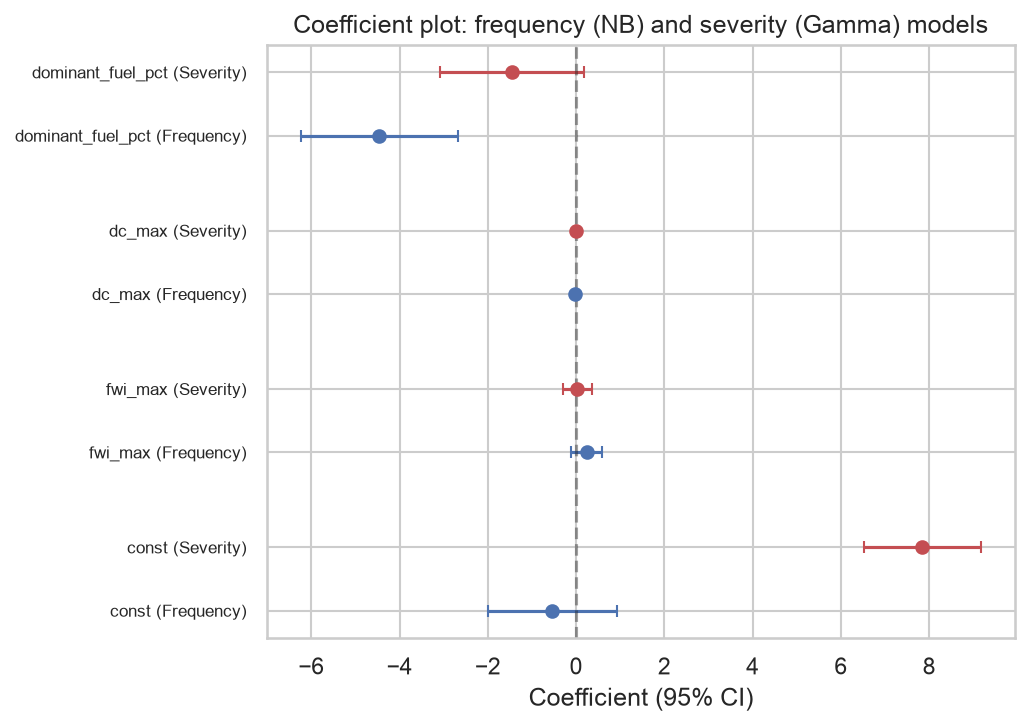 Coefficient plot: frequency (NB) and severity (Gamma) models
dominant_fuel_pct (Severity)
dominant_fuel_pct (Frequency)
dc_max (Severity)
dc_max (Frequency)
fwi_max (Severity)
fwi_max (Frequency)
const (Severity)
const (Frequency)
−6 −4 −2 0 2 4 6 8
Coefficient (95% CI)